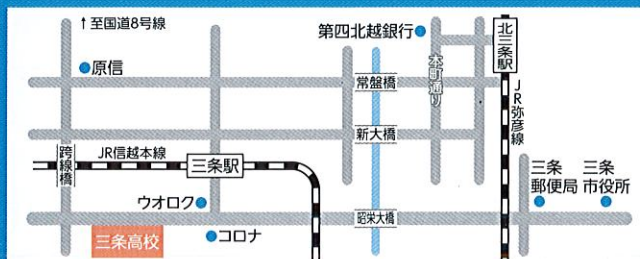 ↑至国道8号線
第四北越銀行
北三条駅
原信
本町通り
常盤橋
JR弥彦線
新大橋
跨線橋
JR信越本線
三条駅
三条
郵便局
三条
市役所
ウオロク
昭栄大橋
三条高校
コロナ